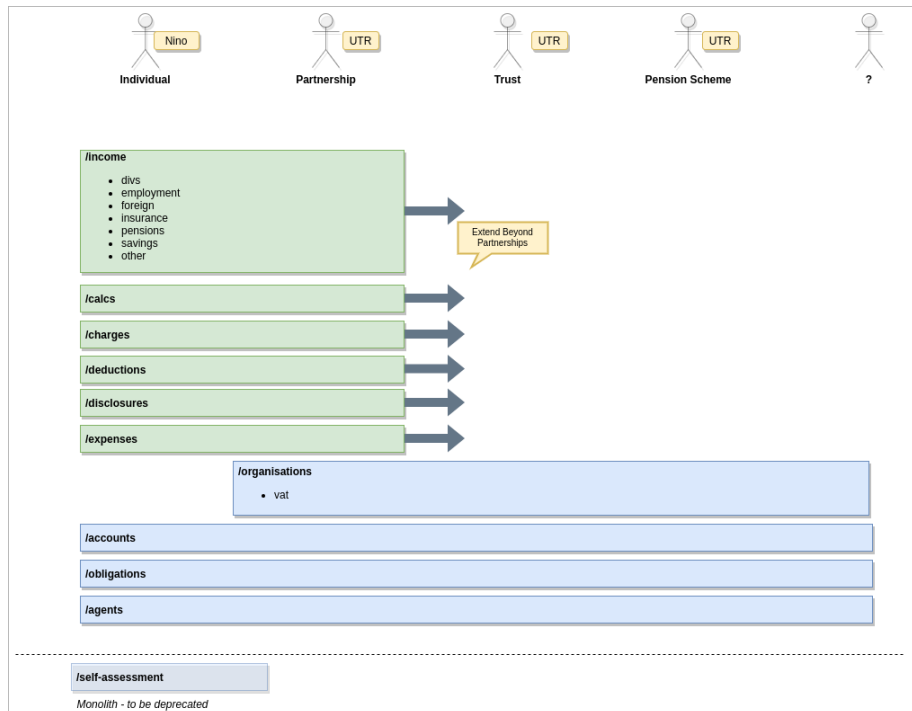 Nino
UTR
UTR
UTR
Individual
Partnership
Trust
Pension Scheme
?
/income
divs
employment
foreign
insurance
pensions
savings
other
Extend Beyond
Partnerships
/calcs
/charges
/deductions
/disclosures
/expenses
/organisations
vat
/accounts
/obligations
/agents
/self-assessment
Monolith - to be deprecated